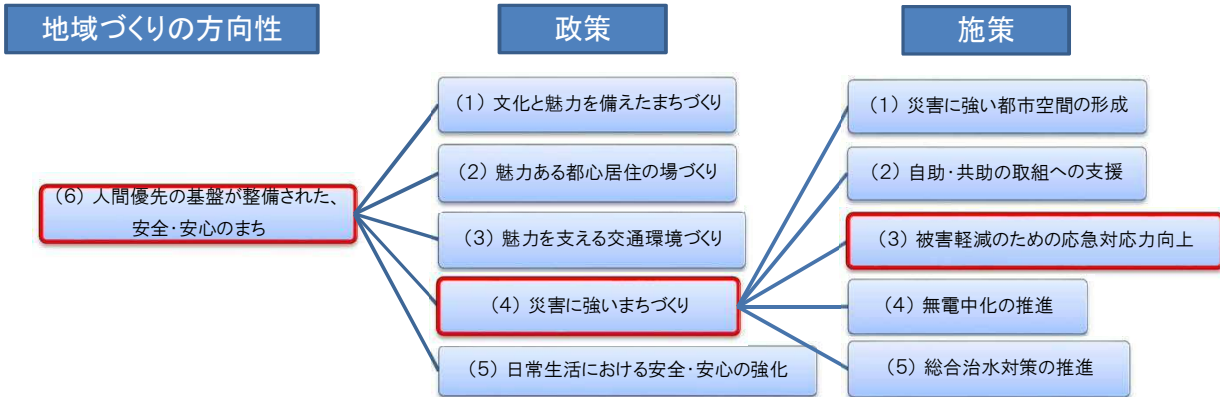 地域づくりの方向性
政策
施策
(6) 人間優先の基盤が整備された、
安全・安心のまち
(1) 文化と魅力を備えたまちづくり
(2) 魅力ある都心居住の場づくり
(3) 魅力を支える交通環境づくり
(4) 災害に強いまちづくり
(5) 日常生活における安全・安心の強化
(1) 災害に強い都市空間の形成
(2) 自助・共助の取組への支援
(3) 被害軽減のための応急対応力向上
(4) 無電中化の推進
(5) 総合治水対策の推進